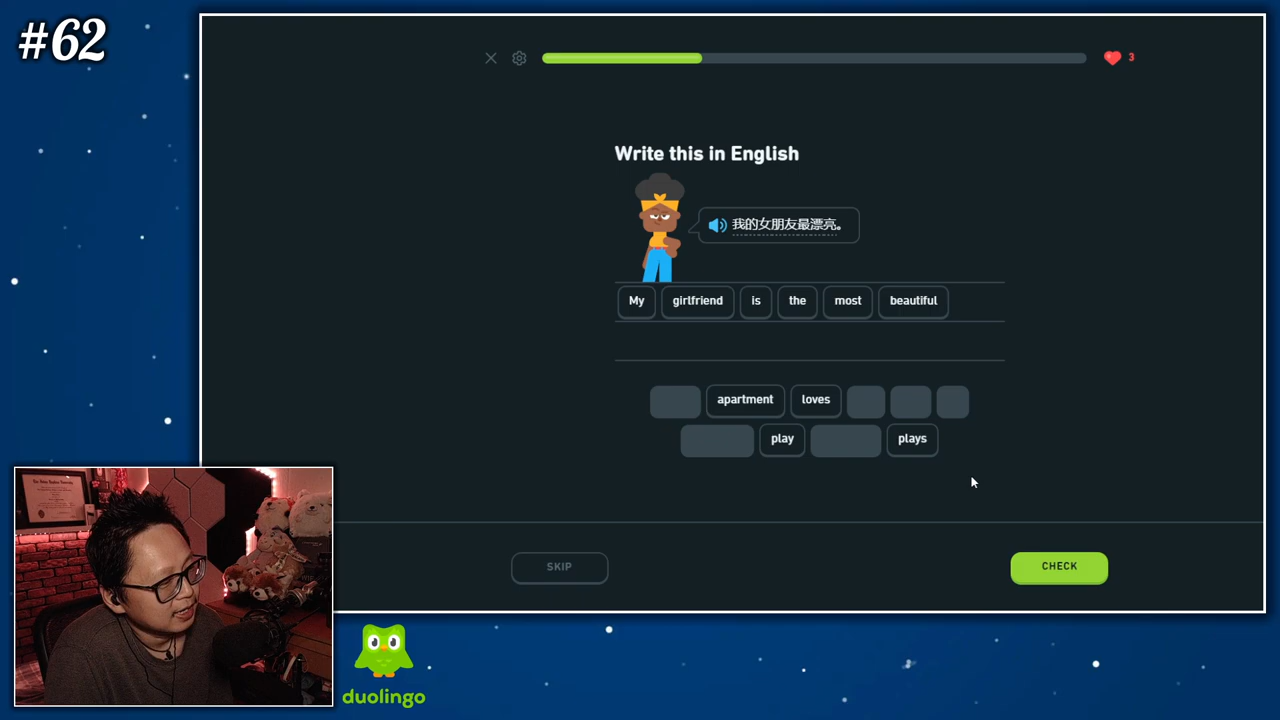 #62
3
Write this in English
我的女朋友最漂亮。
My girlfriend is the most beautiful
apartment loves
play plays
SKIP
CHECK
duolingo